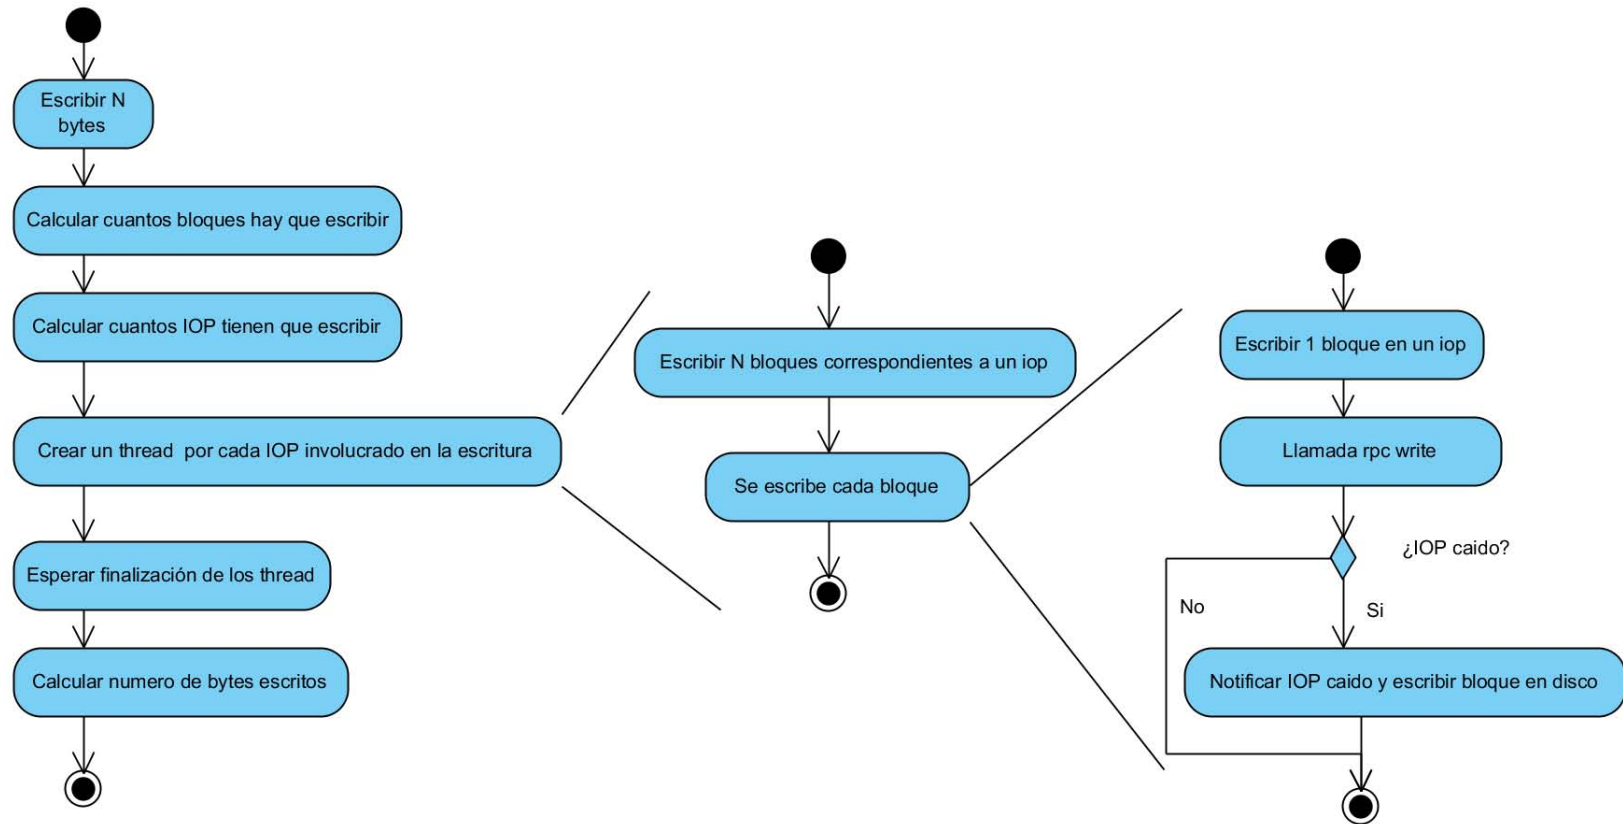 Escribir N
bytes
Calcular cuantos bloques hay que escribir
Calcular cuantos IOP tienen que escribir
Crear un thread por cada IOP involucrado en la escritura
Esperar finalización de los thread
Calcular numero de bytes escritos
Escribir N bloques correspondientes a un iop
Se escribe cada bloque
Escribir 1 bloque en un iop
Llamada rpc write
¿IOP caido?
No
Si
Notificar IOP caido y escribir bloque en disco